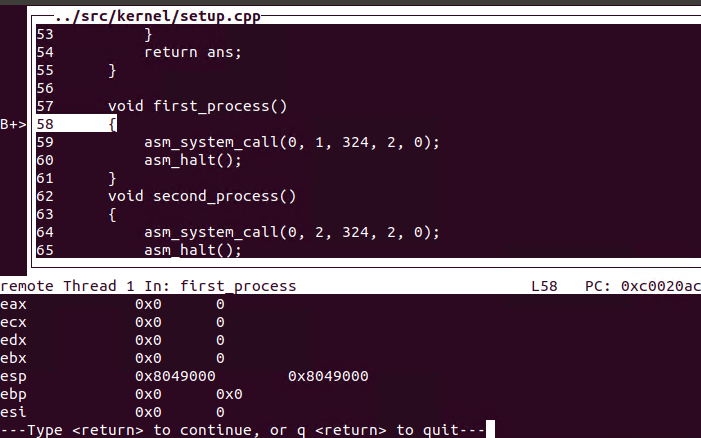 ../src/kernel/setup.cpp
53 }
54 return ans;
55 }
56
57 void first_process()
B+> 58 {
59 asm_system_call(0, 1, 324, 2, 0);
60 asm_halt();
61 }
62 void second_process()
63 {
64 asm_system_call(0, 2, 324, 2, 0);
65 asm_halt();
remote Thread 1 In: first_process L58 PC: 0xc0020ac
eax 0x0 0
ecx 0x0 0
edx 0x0 0
ebx 0x0 0
esp 0x8049000 0x8049000
ebp 0x0 0x0
esi 0x0 0
---Type <return> to continue, or q <return> to quit---